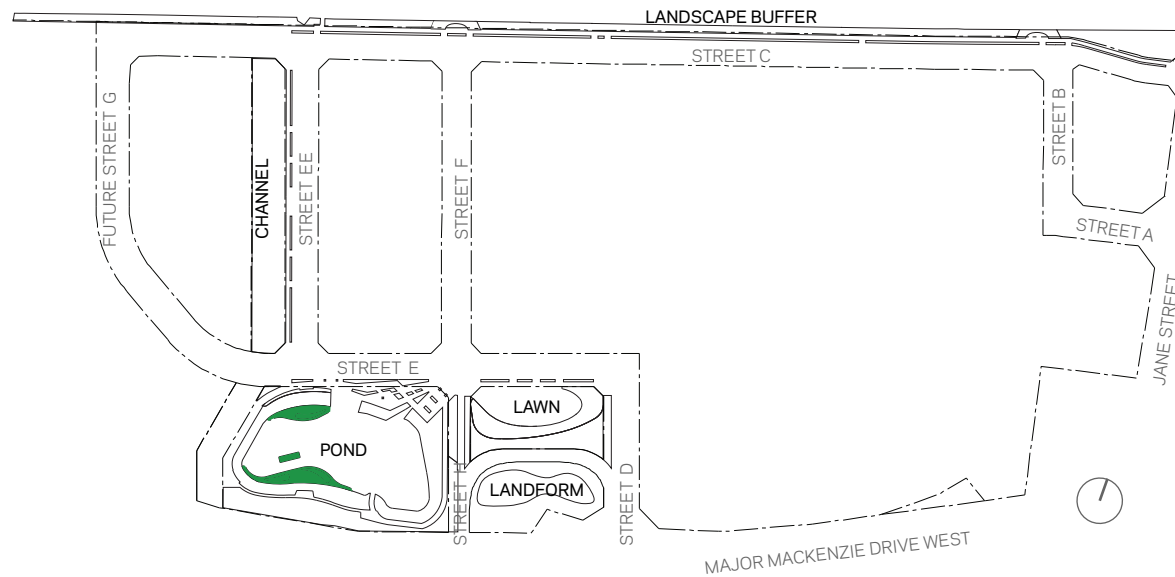 LANDSCAPE BUFFER
STREET C
FUTURE STREET G
CHANNEL
STREET EE
STREET F
STREET B
STREET A
JANE STREET
STREET E
LAWN
POND
LANDFORM
STREET H
STREET D
MAJOR MACKENZIE DRIVE WEST